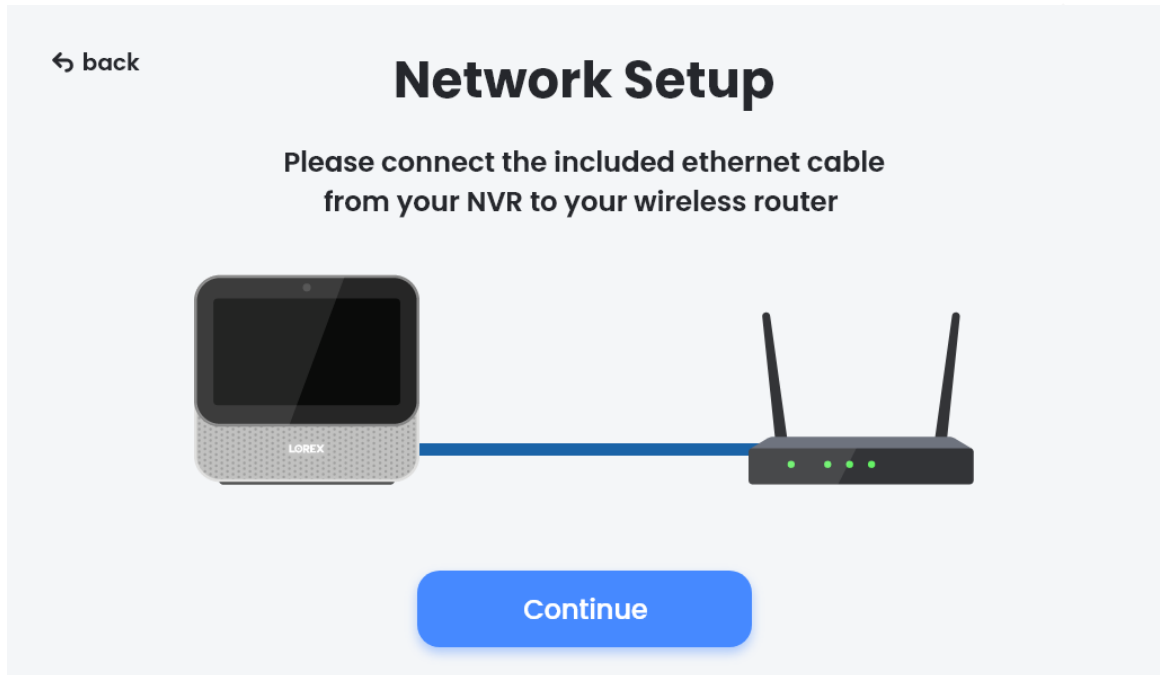 back
Network Setup
Please connect the included ethernet cable
from your NVR to your wireless router
LOREX
Continue